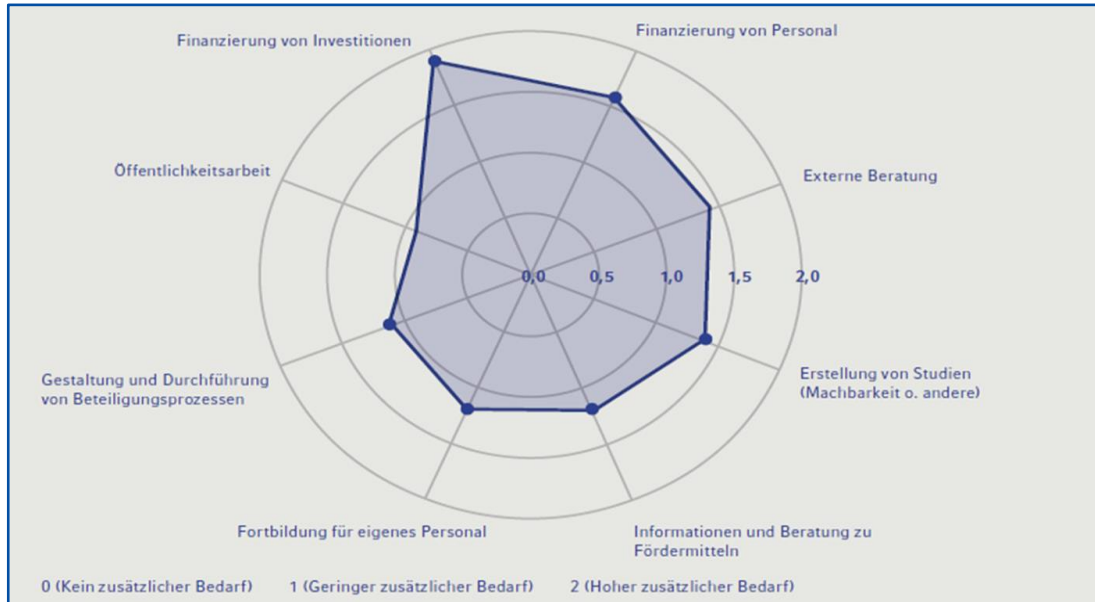 Finanzierung von Investitionen
Finanzierung von Personal
Öffentlichkeitsarbeit
Externe Beratung
0,0 0,5 1,0 1,5 2,0
Gestaltung und Durchführung
von Beteiligungsprozessen
Erstellung von Studien
(Machbarkeit o. andere)
Fortbildung für eigenes Personal
Informationen und Beratung zu
Fördermitteln
0 (Kein zusätzlicher Bedarf) 1 (Geringer zusätzlicher Bedarf) 2 (Hoher zusätzlicher Bedarf)